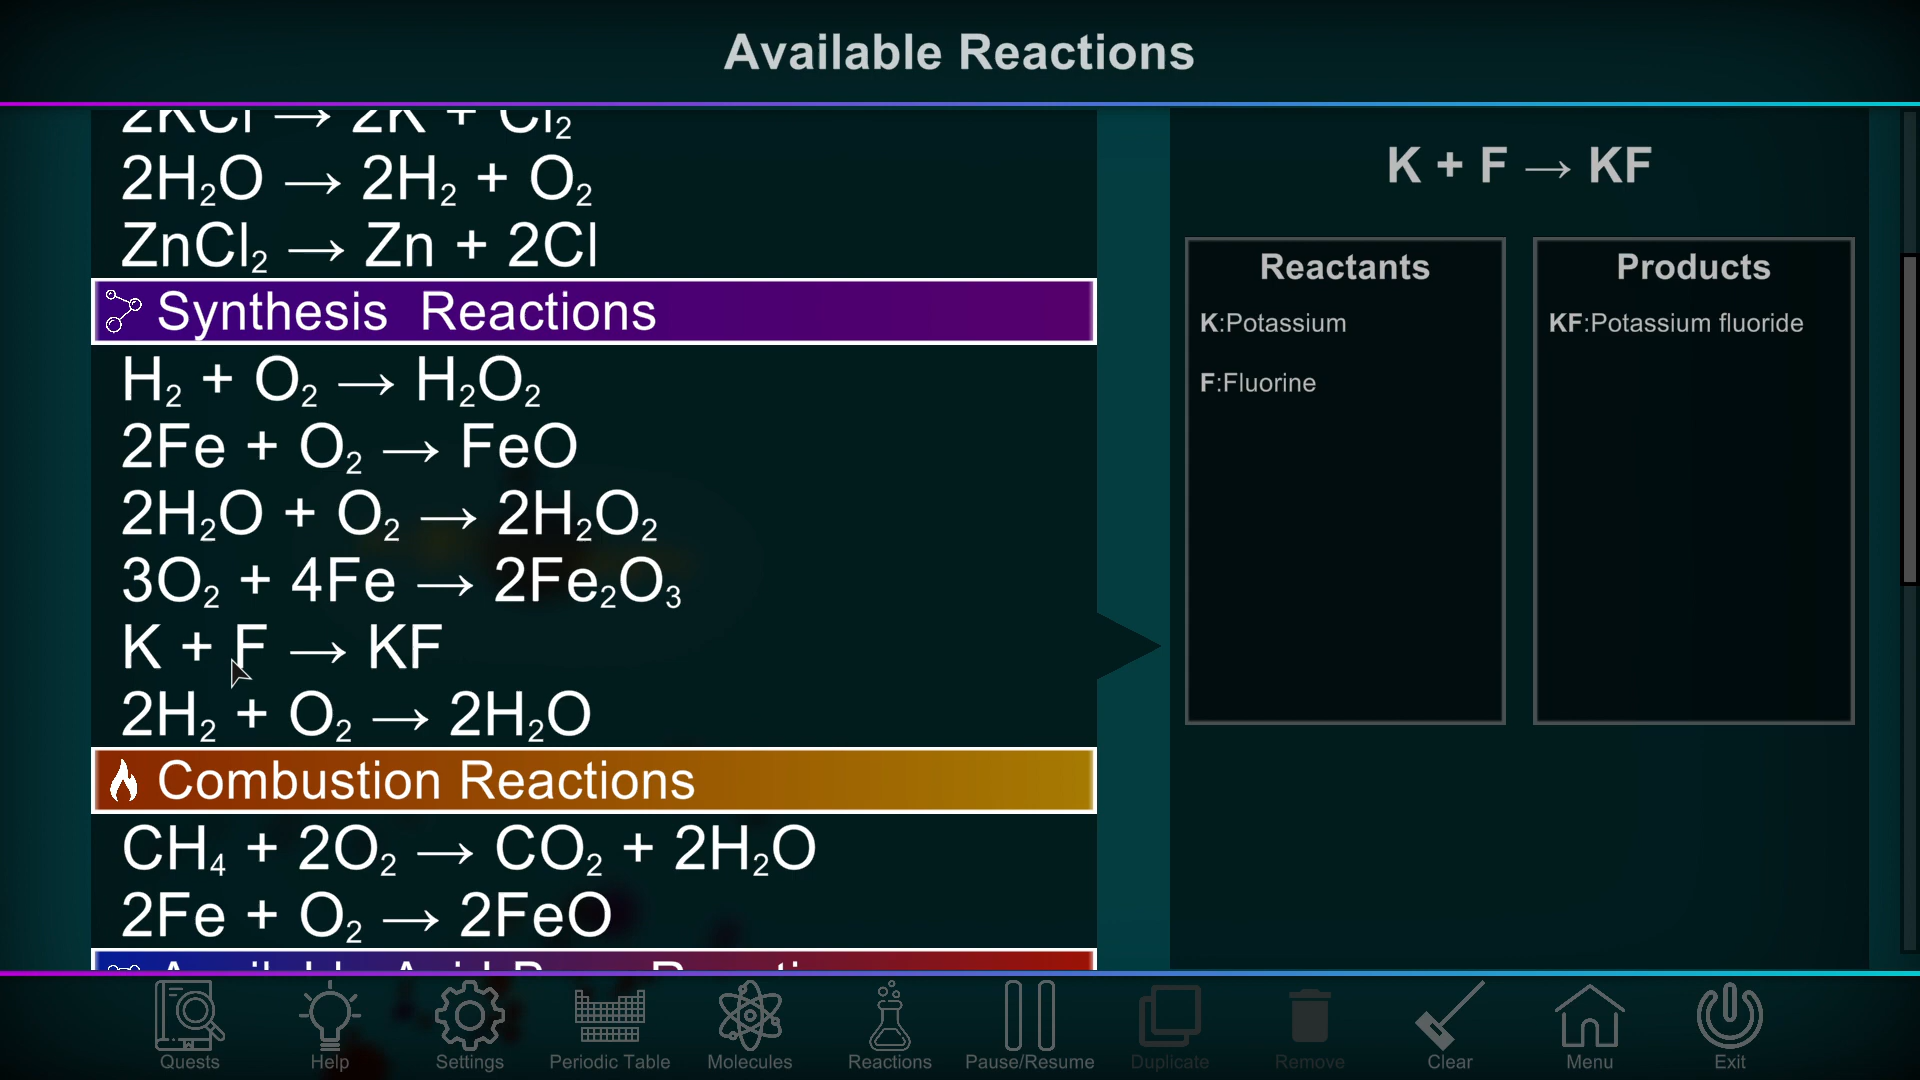 Available Reactions
2KCl → 2K + Cl₂
2H₂O → 2H₂ + O₂
ZnCl₂ → Zn + 2Cl
Synthesis Reactions
H₂ + O₂ → H₂O₂
2Fe + O₂ → FeO
2H₂O + O₂ → 2H₂O₂
3O₂ + 4Fe → 2Fe₂O₃
K + F → KF
2H₂ + O₂ → 2H₂O
Combustion Reactions
CH₄ + 2O₂ → CO₂ + 2H₂O
2Fe + O₂ → 2FeO
K + F → KF
Reactants
K:Potassium
F:Fluorine
Products
KF:Potassium fluoride
Quests
Help
Settings
Periodic Table
Molecules
Reactions
Pause/Resume
Duplicate
Remove
Clear
Menu
Exit